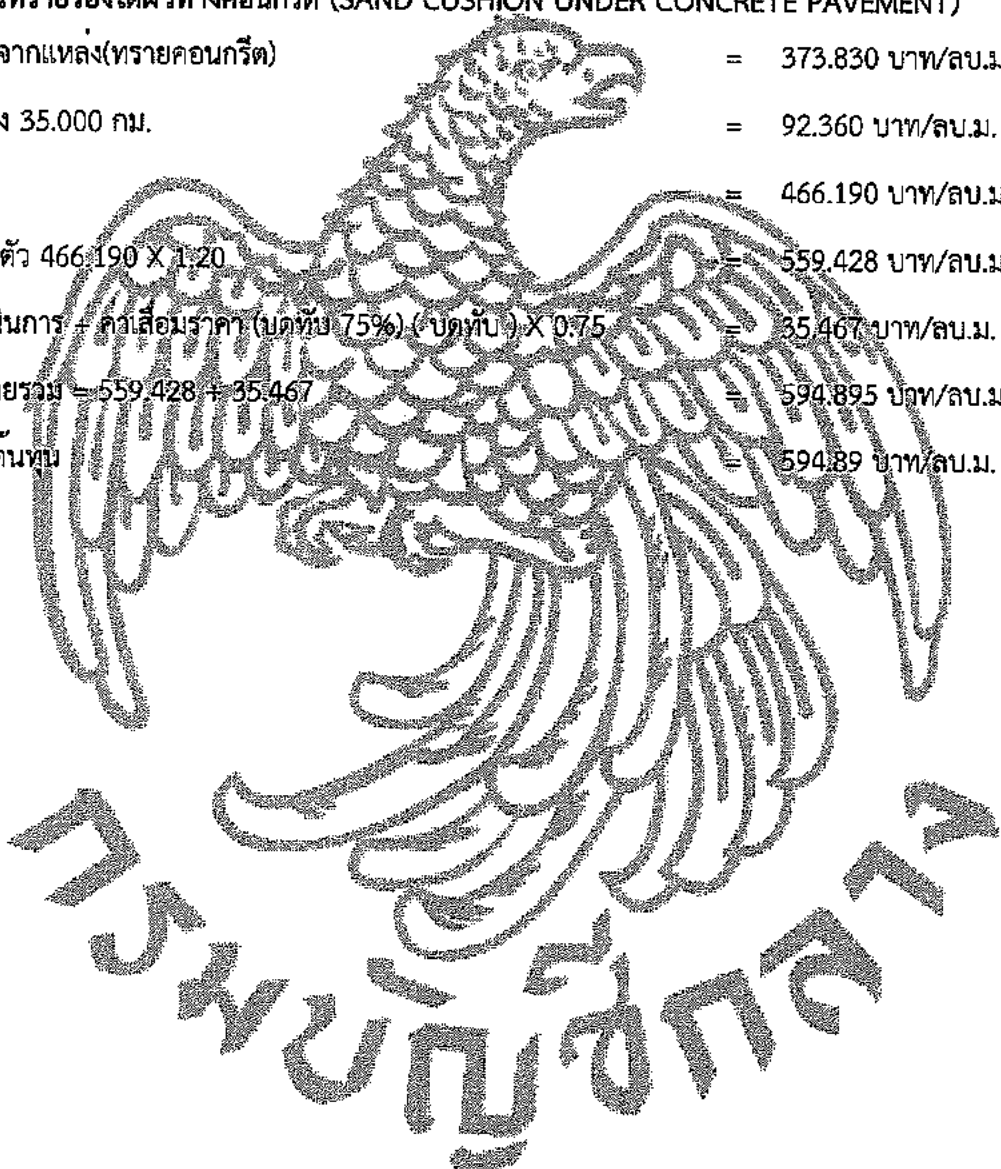 ทรายรองใต้ผิวทางคอนกรีต (SAND CUSHION UNDER CONCRETE PAVEMENT)
จากแหล่ง(ทรายคอนกรีต) = 373.830 บาท/ลบ.ม
35.000 กม. = 92.360 บาท/ลบ.ม.
= 466.190 บาท/ลบ.ม
ตัว 466.190 X 1.20 = 559.428 บาท/ลบ.ม
นินการ + ค่าเสื่อมราคา (บดทับ 75%) ( บดทับ ) X 0.75 = 35.467 บาท/ลบ.ม.
ยรวม = 559.428 + 35.467 = 594.895 บาท/ลบ.ม
ต้นทุน = 594.89 บาท/ลบ.ม.
กรมบัญชีกลาง